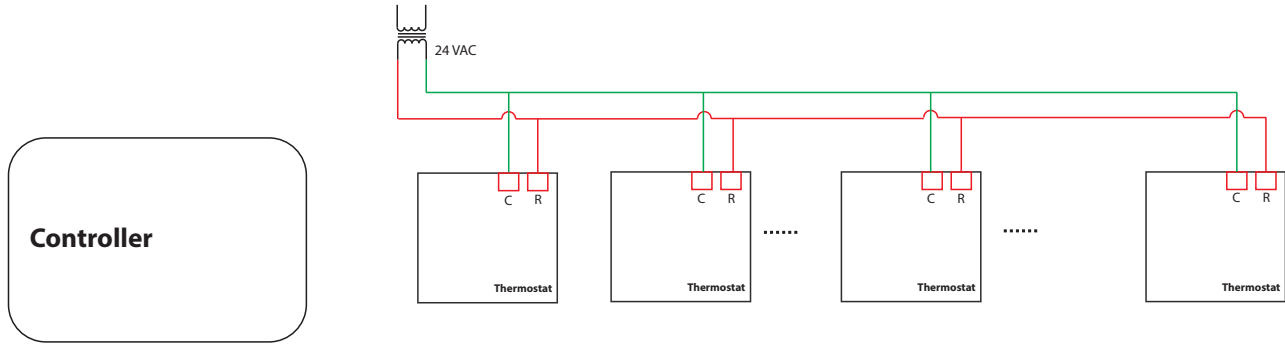 24 VAC
C R
C R
C R
C R
......
......
Controller
Thermostat
Thermostat
Thermostat
Thermostat